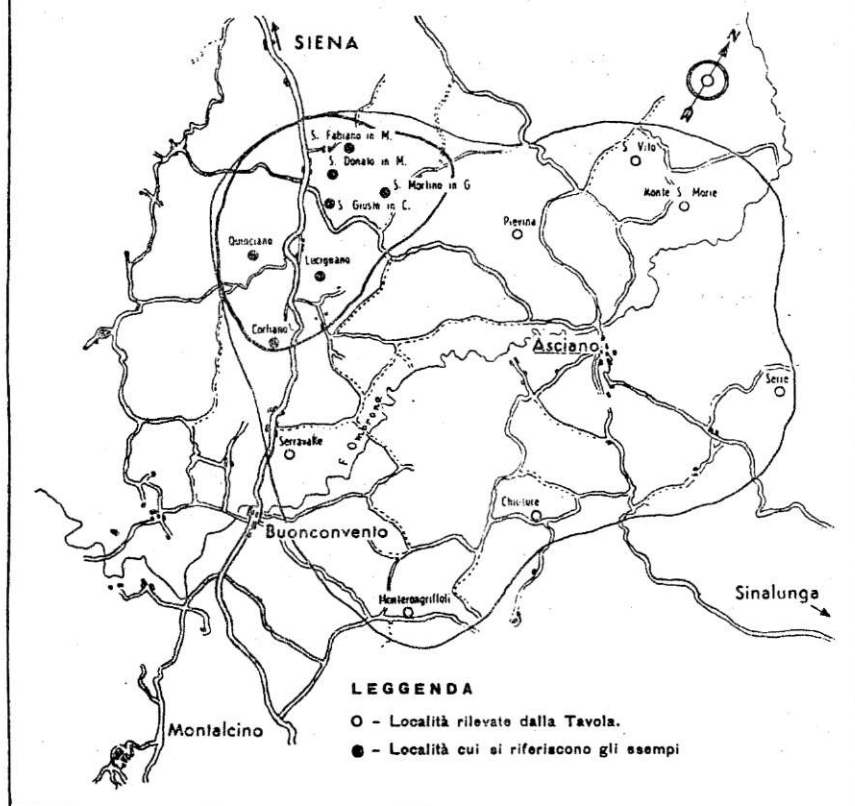 SIENA
N
S. Fabiano in M.
S. Donato in M.
S. Martino in G
S. Giusto in C.
S Vito
Monte S Marie
Pievina
Quinciano
Lucignano
Corsano
Asciano
Serre
F. Ombrone
Serravalle
Chiusure
Buonconvento
Monterongriffoli
Sinalunga
Montalcino
LEGGENDA
O - Località rilevate dalla Tavola.
● - Località cui si riferiscono gli esempi